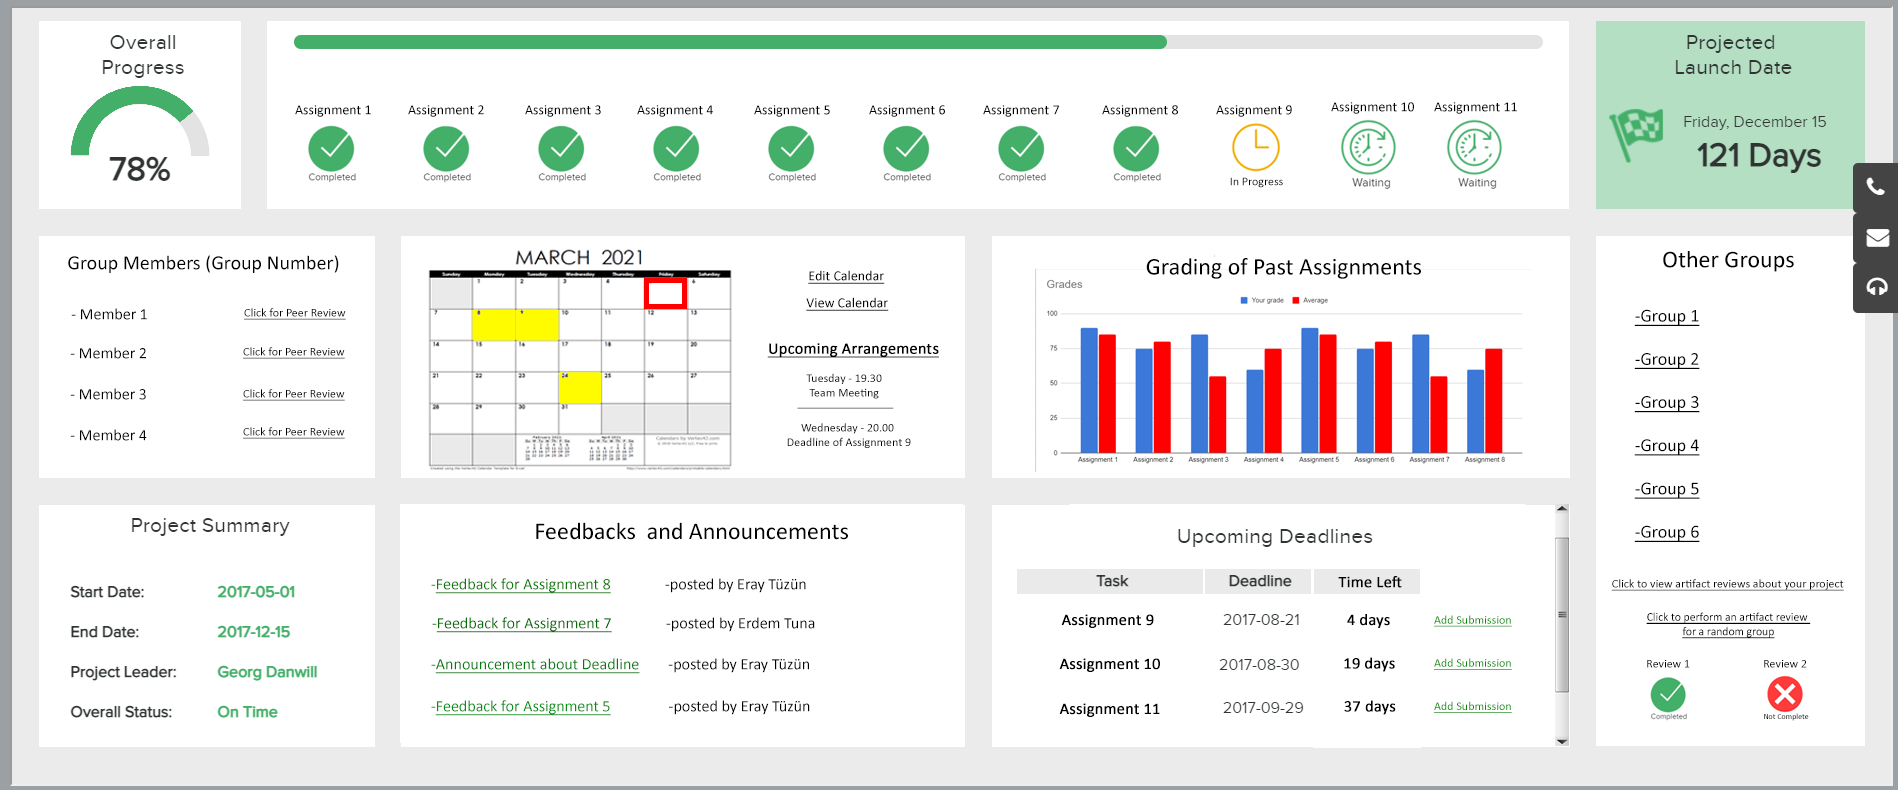 Overall
Progress
78%
Assignment 1
Assignment 2
Assignment 3
Assignment 4
Assignment 5
Assignment 6
Assignment 7
Assignment 8
Assignment 9
Assignment 10
Assignment 11
Completed
Completed
Completed
Completed
Completed
Completed
Completed
Completed
In Progress
Waiting
Waiting
Projected
Launch Date
Friday, December 15
121 Days
Group Members (Group Number)
- Member 1 Click for Peer Review
- Member 2 Click for Peer Review
- Member 3 Click for Peer Review
- Member 4 Click for Peer Review
MARCH 2021
Sunday Monday Tuesday Wednesday Thursday Friday Saturday
1 2 3 4 6
7 8 9 10 11 12 13
14 15 16 17 18 19 20
21 22 23 24 25 26 27
28 29 30 31
February 2021
April 2021
Calendars by Vertex42.com
Edit Calendar
View Calendar
Upcoming Arrangements
Tuesday - 19.30
Team Meeting
Wednesday - 20.00
Deadline of Assignment 9
Grading of Past Assignments
Grades
Your grade Average
100
75
50
25
0
Assignment 1 Assignment 2 Assignment 3 Assignment 4 Assignment 5 Assignment 6 Assignment 7 Assignment 8
Other Groups
-Group 1
-Group 2
-Group 3
-Group 4
-Group 5
-Group 6
Click to view artifact reviews about your project
Click to perform an artifact review
for a random group
Review 1 Review 2
Completed Not Complete
Project Summary
Start Date: 2017-05-01
End Date: 2017-12-15
Project Leader: Georg Danwill
Overall Status: On Time
Feedbacks and Announcements
-Feedback for Assignment 8 -posted by Eray Tüzün
-Feedback for Assignment 7 -posted by Erdem Tuna
-Announcement about Deadline -posted by Eray Tüzün
-Feedback for Assignment 5 -posted by Eray Tüzün
Upcoming Deadlines
Task Deadline Time Left
Assignment 9 2017-08-21 4 days Add Submission
Assignment 10 2017-08-30 19 days Add Submission
Assignment 11 2017-09-29 37 days Add Submission